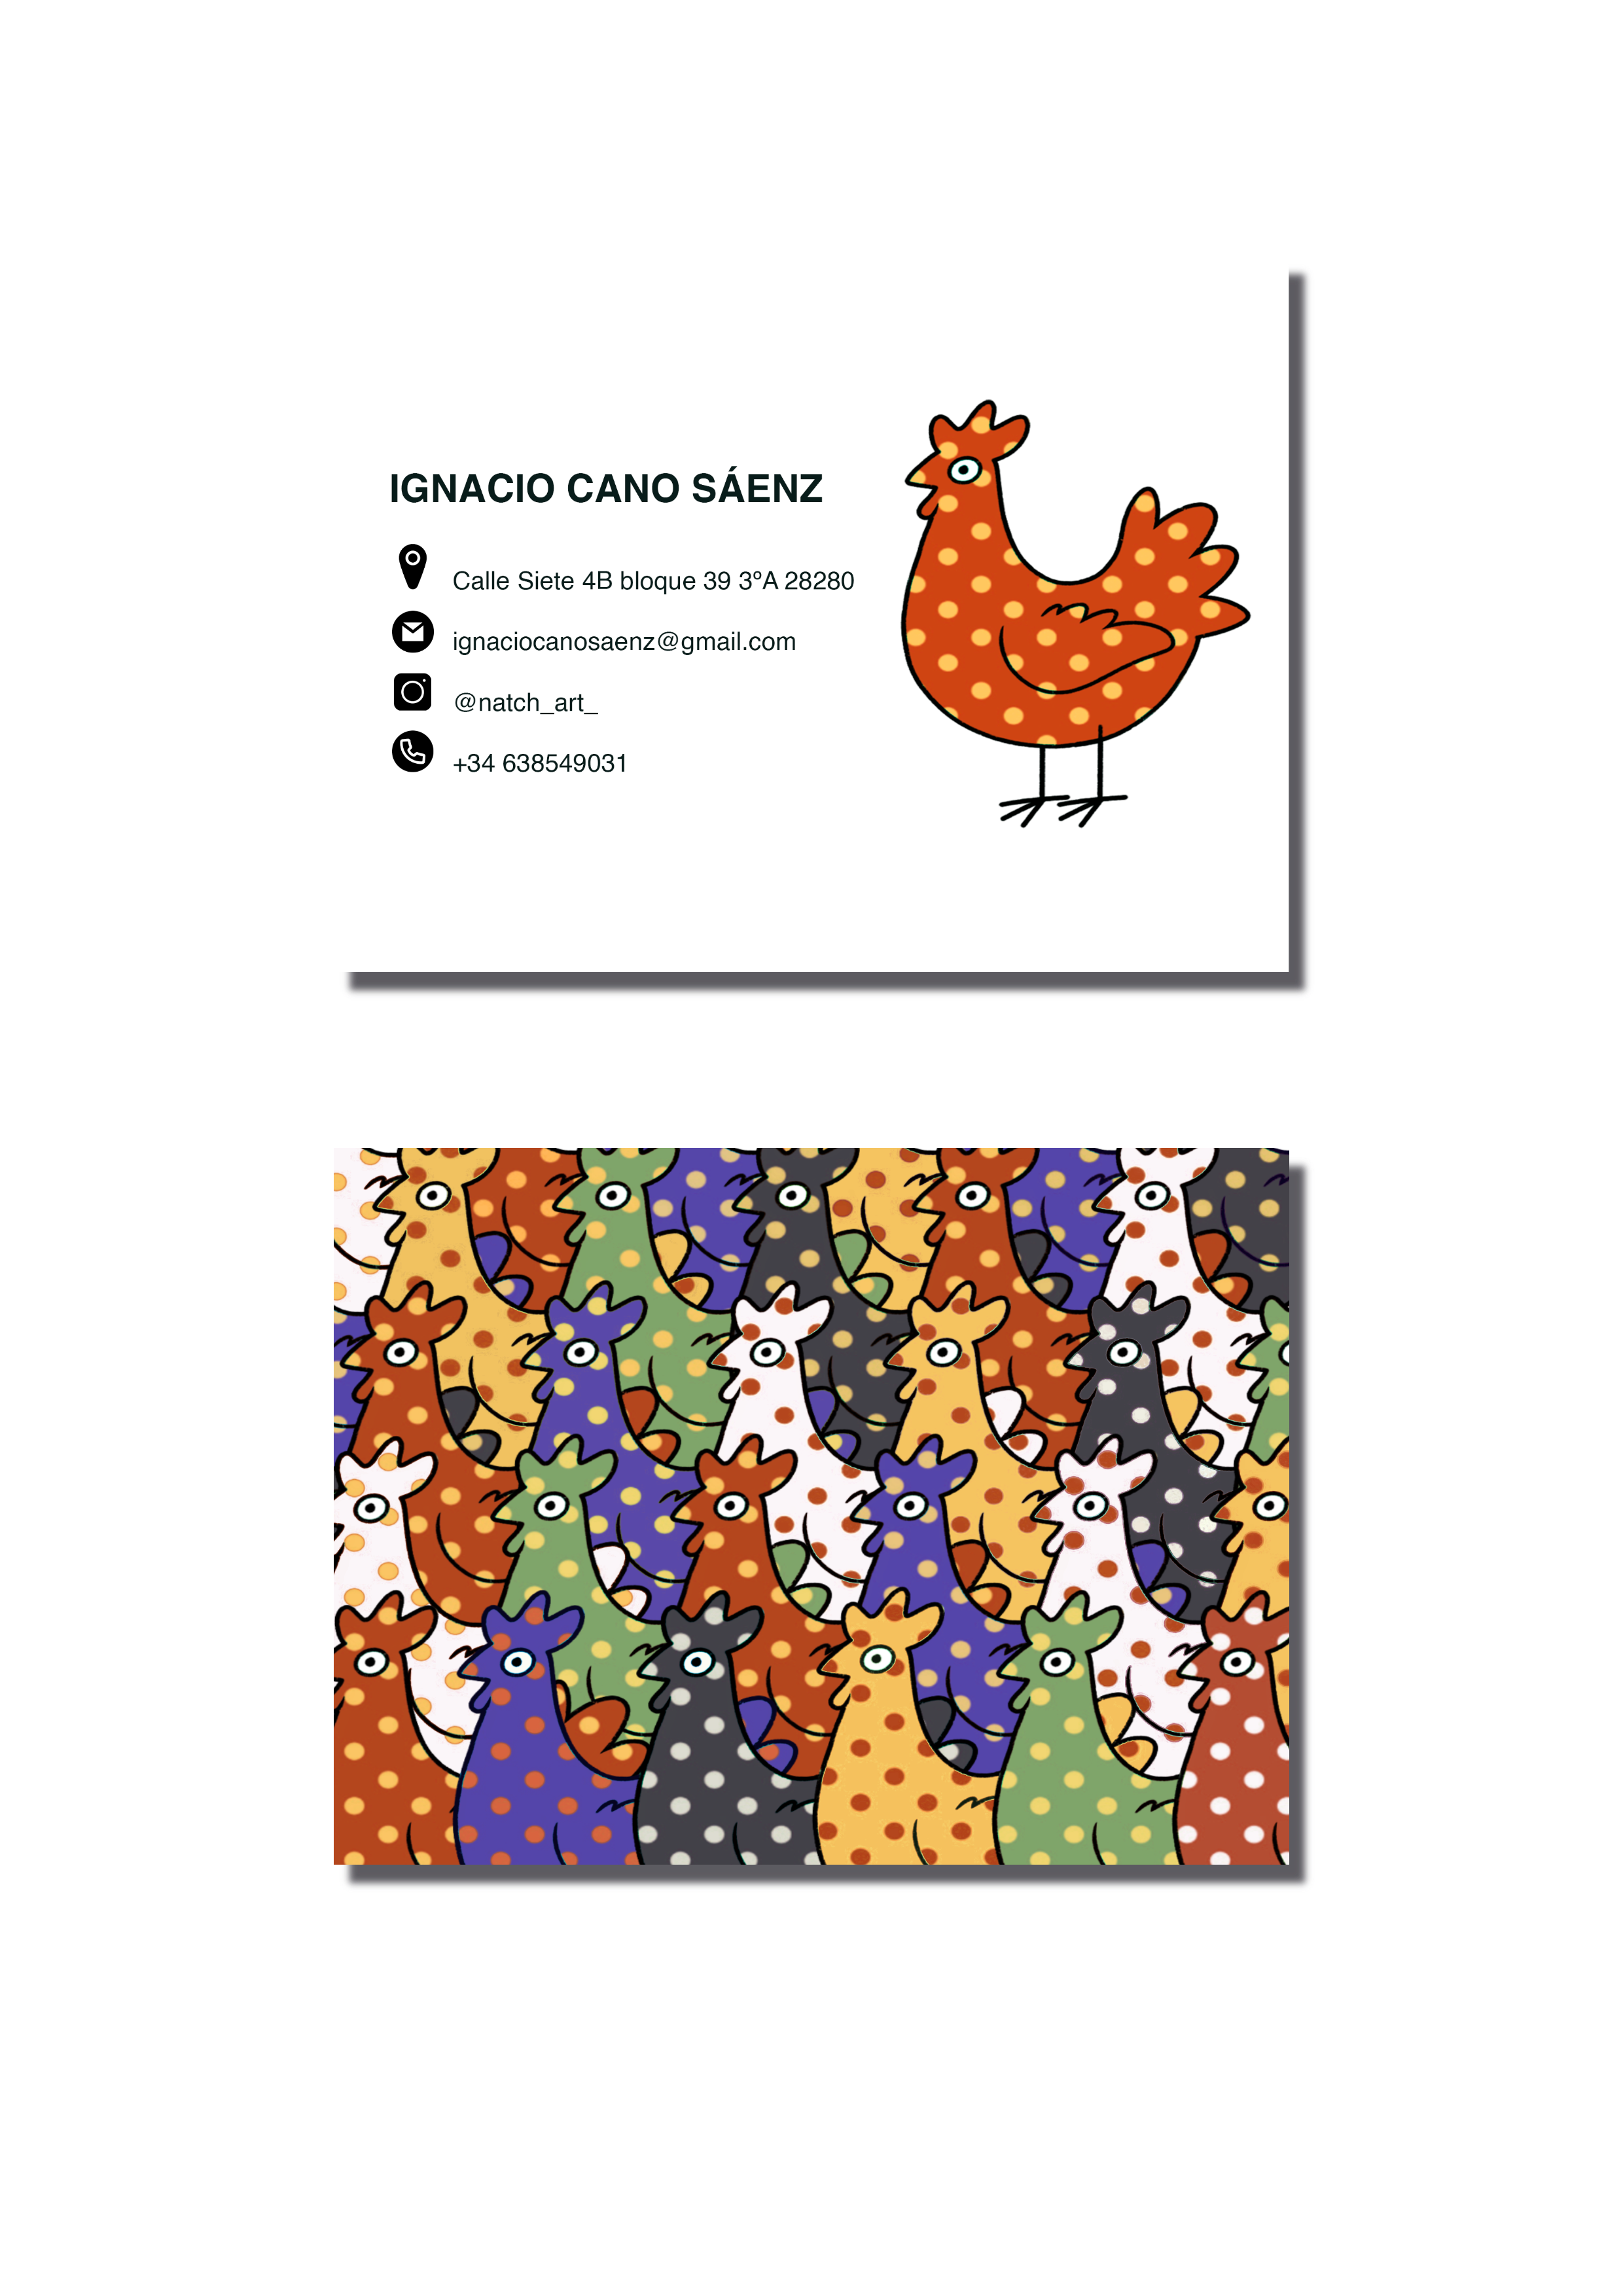 IGNACIO CANO SÁENZ
Calle Siete 4B bloque 39 3ºA 28280
ignaciocanosaenz@gmail.com
@natch_art_
+34 638549031